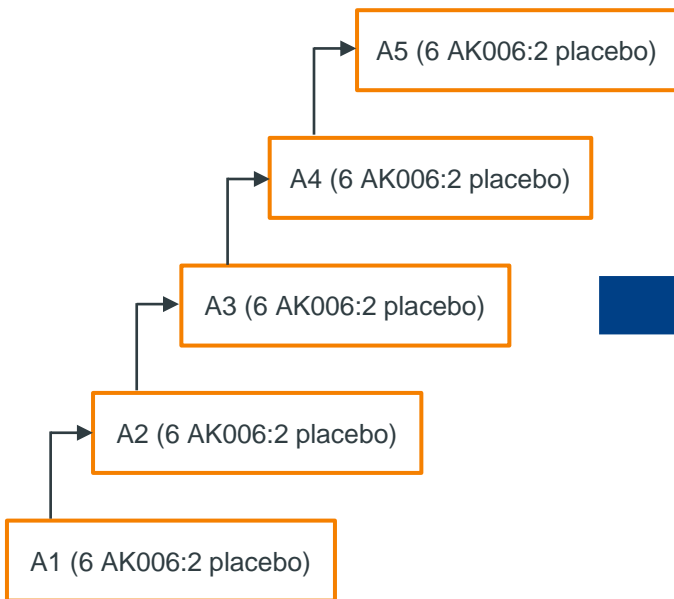 A5 (6 AK006:2 placebo)
A4 (6 AK006:2 placebo)
A3 (6 AK006:2 placebo)
A2 (6 AK006:2 placebo)
A1 (6 AK006:2 placebo)